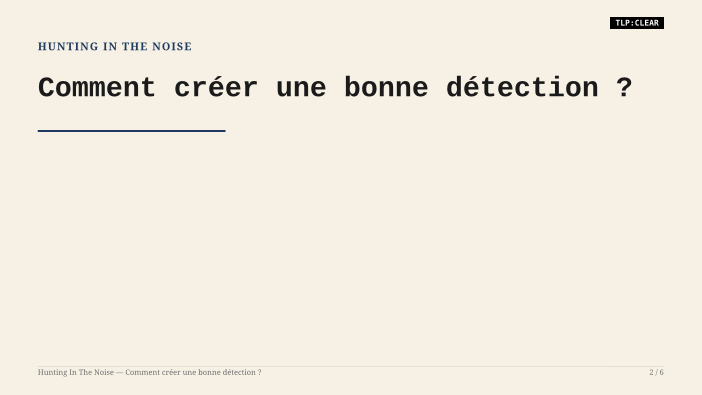 TLP:CLEAR
HUNTING IN THE NOISE
Comment créer une bonne détection ?
Hunting In The Noise — Comment créer une bonne détection ?
2 / 6